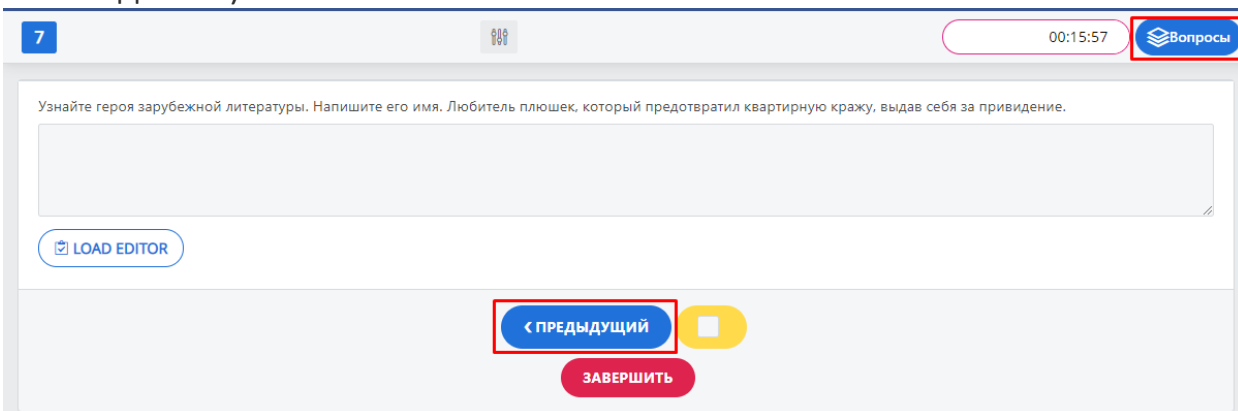 7
00:15:57
Вопросы
Узнайте героя зарубежной литературы. Напишите его имя. Любитель плюшек, который предотвратил квартирную кражу, выдав себя за привидение.
LOAD EDITOR
ПРЕДЫДУЩИЙ
ЗАВЕРШИТЬ